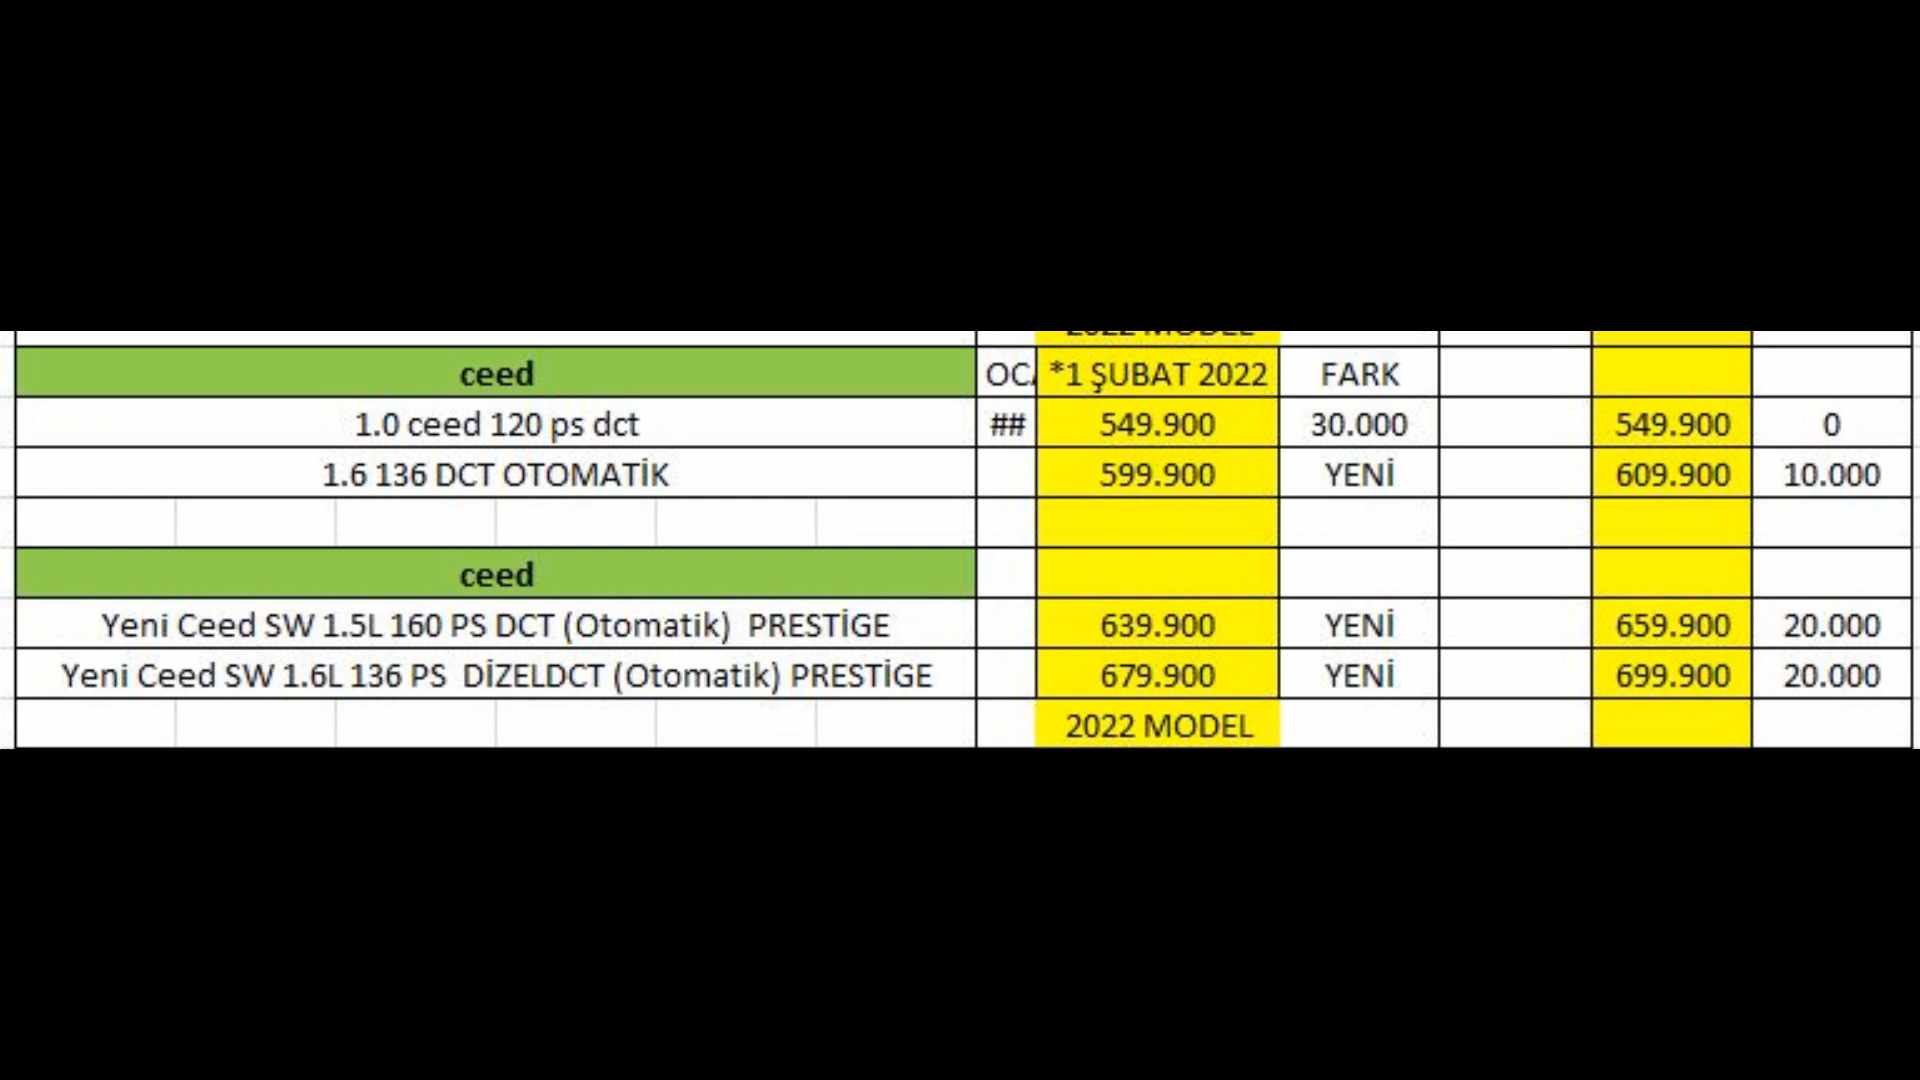 2022 MODEL
ceed OCA *1 ŞUBAT 2022 FARK
1.0 ceed 120 ps dct ## 549.900 30.000 549.900 0
1.6 136 DCT OTOMATİK 599.900 YENİ 609.900 10.000
ceed
Yeni Ceed SW 1.5L 160 PS DCT (Otomatik) PRESTİGE 639.900 YENİ 659.900 20.000
Yeni Ceed SW 1.6L 136 PS DİZELDCT (Otomatik) PRESTİGE 679.900 YENİ 699.900 20.000
2022 MODEL